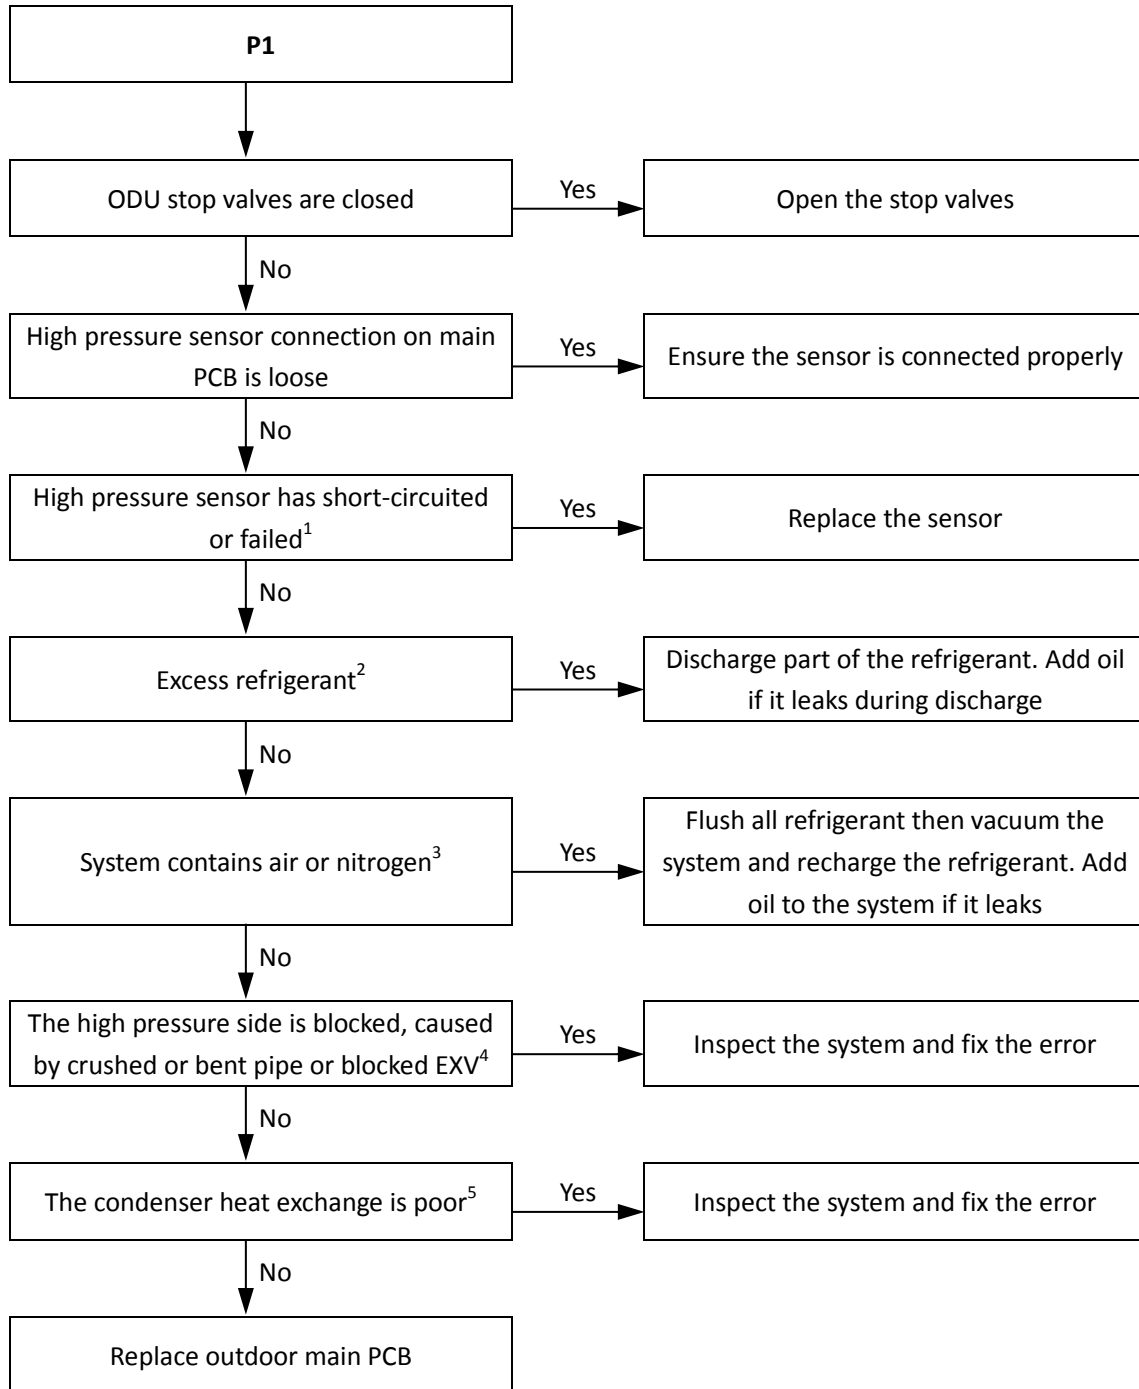 P1
ODU stop valves are closed
Yes
Open the stop valves
No
High pressure sensor connection on main
PCB is loose
Yes
Ensure the sensor is connected properly
No
High pressure sensor has short-circuited
or failed1
Yes
Replace the sensor
No
Excess refrigerant2
Yes
Discharge part of the refrigerant. Add oil
if it leaks during discharge
No
System contains air or nitrogen3
Yes
Flush all refrigerant then vacuum the
system and recharge the refrigerant. Add
oil to the system if it leaks
No
The high pressure side is blocked, caused
by crushed or bent pipe or blocked EXV4
Yes
Inspect the system and fix the error
No
The condenser heat exchange is poor5
Yes
Inspect the system and fix the error
No
Replace outdoor main PCB